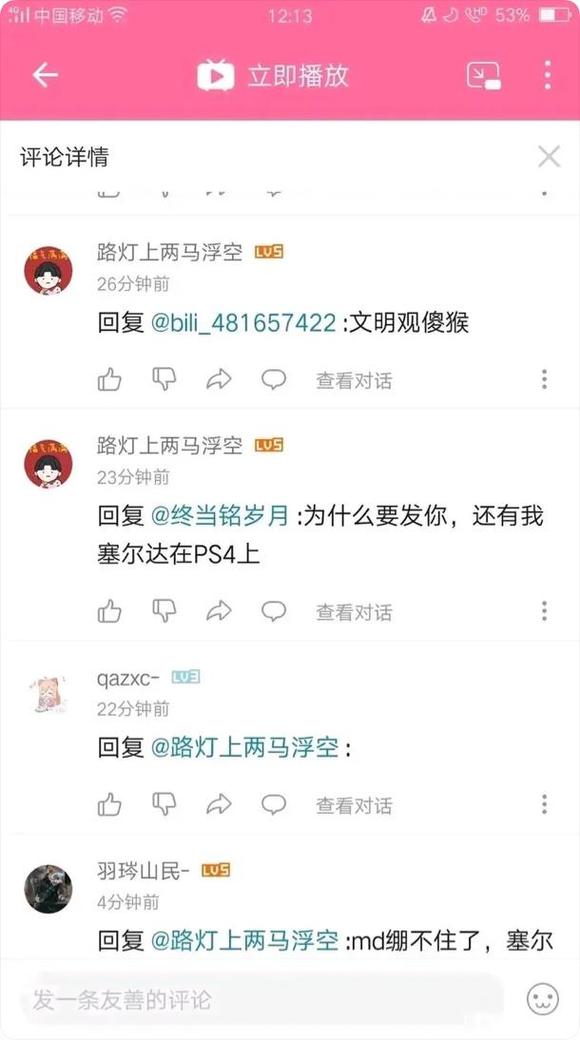 4G 中国移动 12:13 HD 53%
立即播放
评论详情
路灯上两马浮空 LV5
26分钟前
回复 @bili_481657422 :文明观傻猴
查看对话
路灯上两马浮空 LV5
23分钟前
回复 @终当铭岁月 :为什么要发你，还有我
塞尔达在PS4上
查看对话
qazxc- LV3
22分钟前
回复 @路灯上两马浮空 :
查看对话
羽琌山民- LV5
4分钟前
回复 @路灯上两马浮空 :md绷不住了，塞尔
发一条友善的评论